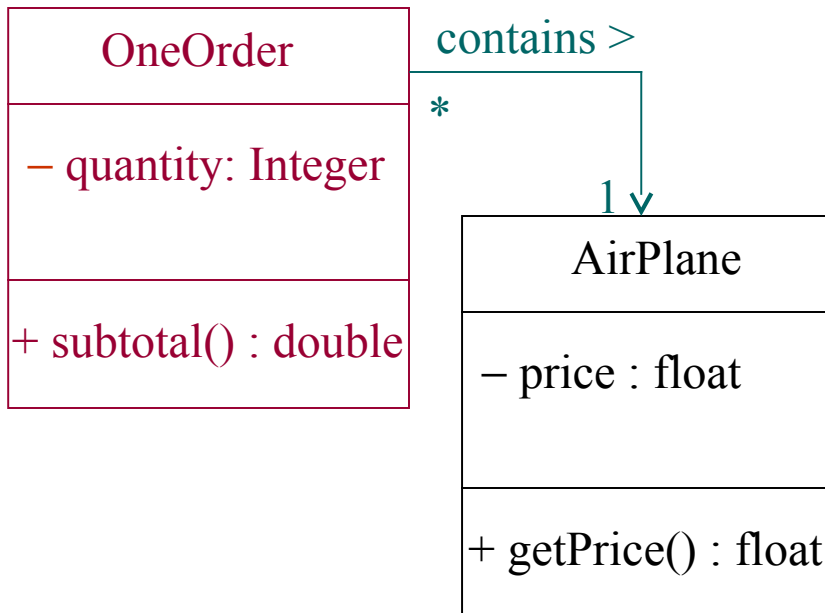 OneOrder
contains >
*
– quantity: Integer
1
+ subtotal() : double
AirPlane
– price : float
+ getPrice() : float